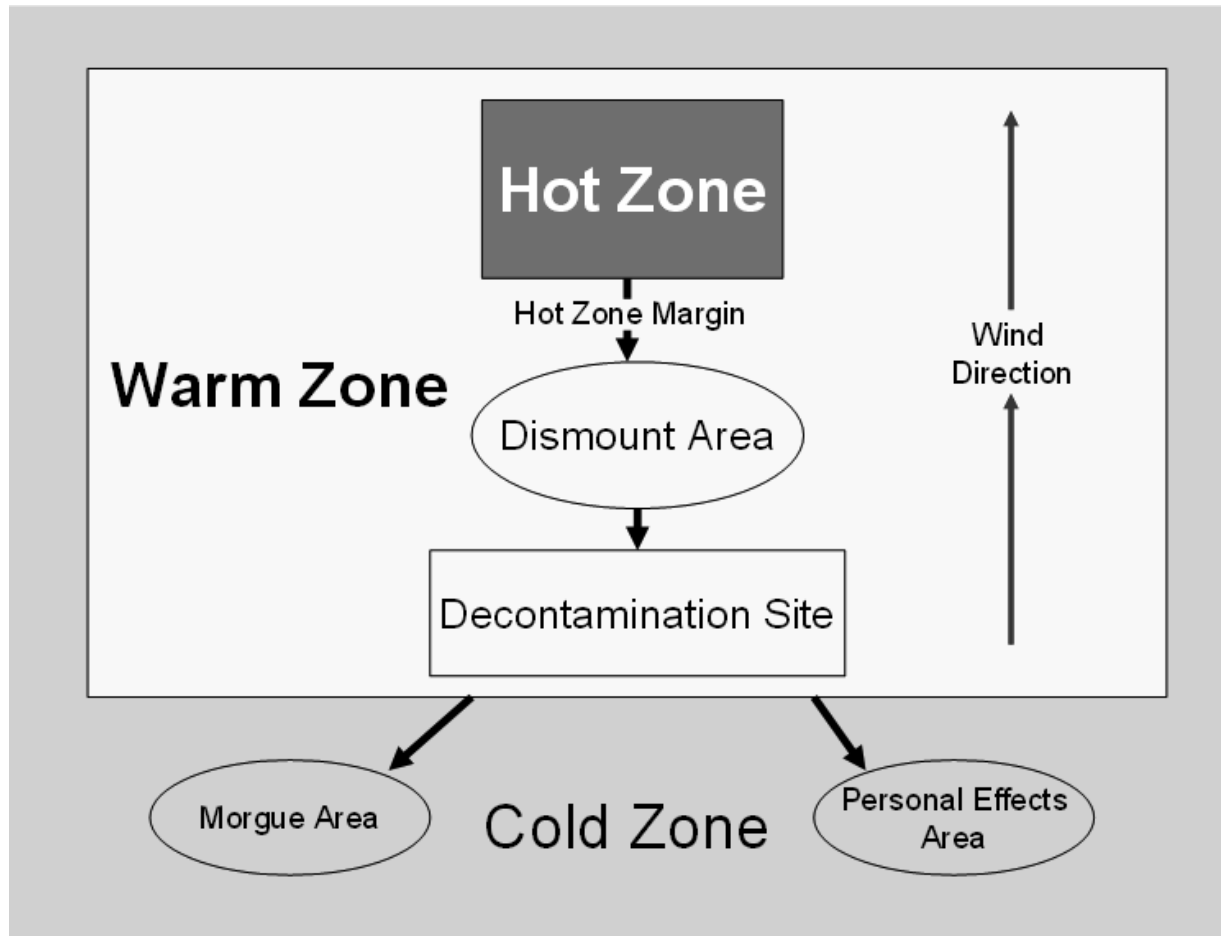 Hot Zone
Hot Zone Margin
Warm Zone
Wind
Direction
Dismount Area
Decontamination Site
Morgue Area
Cold Zone
Personal Effects
Area